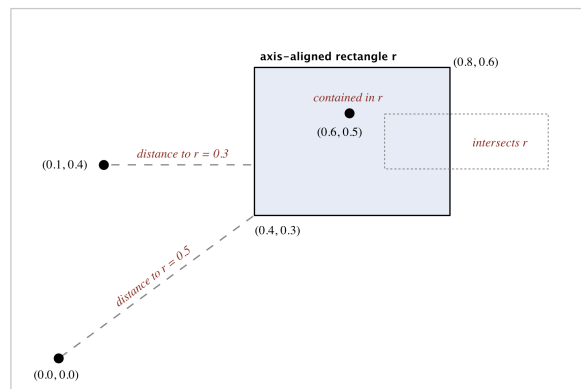 axis-aligned rectangle r
(0.8, 0.6)
contained in r
(0.6, 0.5)
intersects r
distance to r = 0.3
(0.1, 0.4)
(0.4, 0.3)
distance to r = 0.5
(0.0, 0.0)